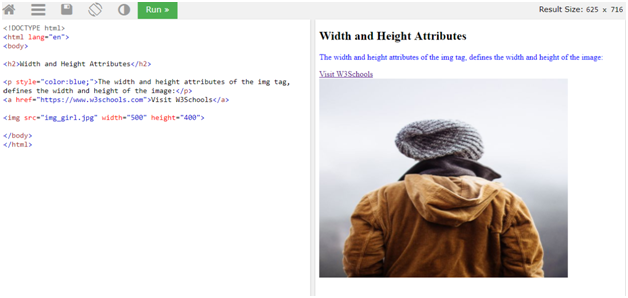 Run »
Result Size: 625 x 716
<!DOCTYPE html>
<html lang="en">
<body>
<h2>Width and Height Attributes</h2>
<p style="color:blue;">The width and height attributes of the img tag,
defines the width and height of the image:</p>
<a href="https://www.w3schools.com">Visit W3Schools</a>
<img src="img_girl.jpg" width="500" height="400">
</body>
</html>
Width and Height Attributes
The width and height attributes of the img tag, defines the width and height of the image:
Visit W3Schools